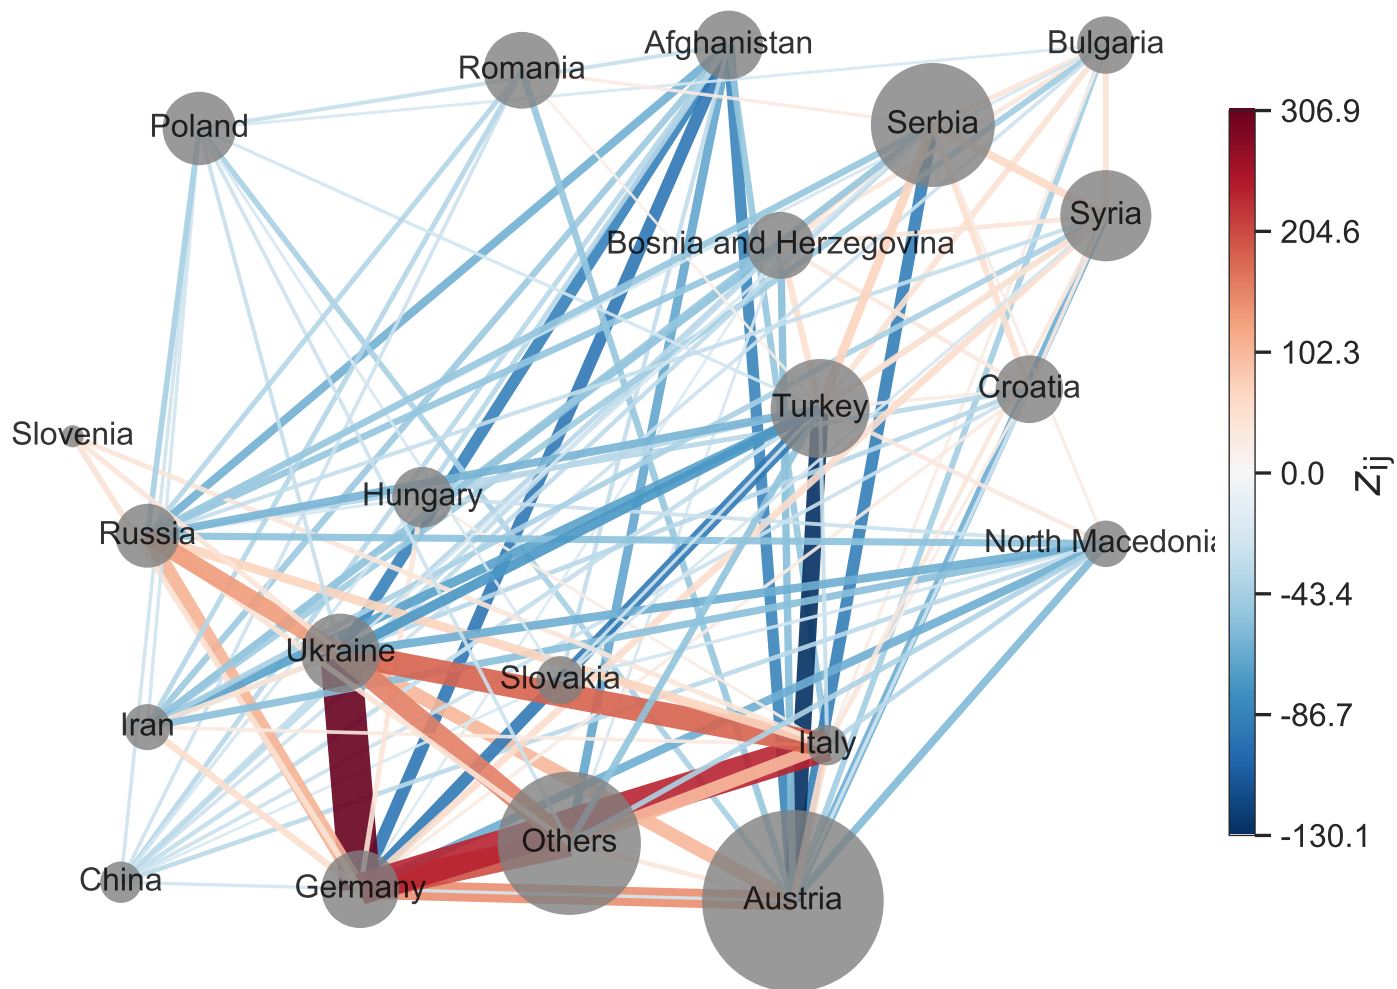 Afghanistan
Bulgaria
Romania
Poland
Serbia
Syria
Bosnia and Herzegovina
Croatia
Turkey
Slovenia
Hungary
Russia
North Macedonia
Ukraine
Slovakia
Iran
Italy
Others
China
Germany
Austria
306.9
204.6
102.3
0.0
-43.4
-86.7
-130.1
Zij